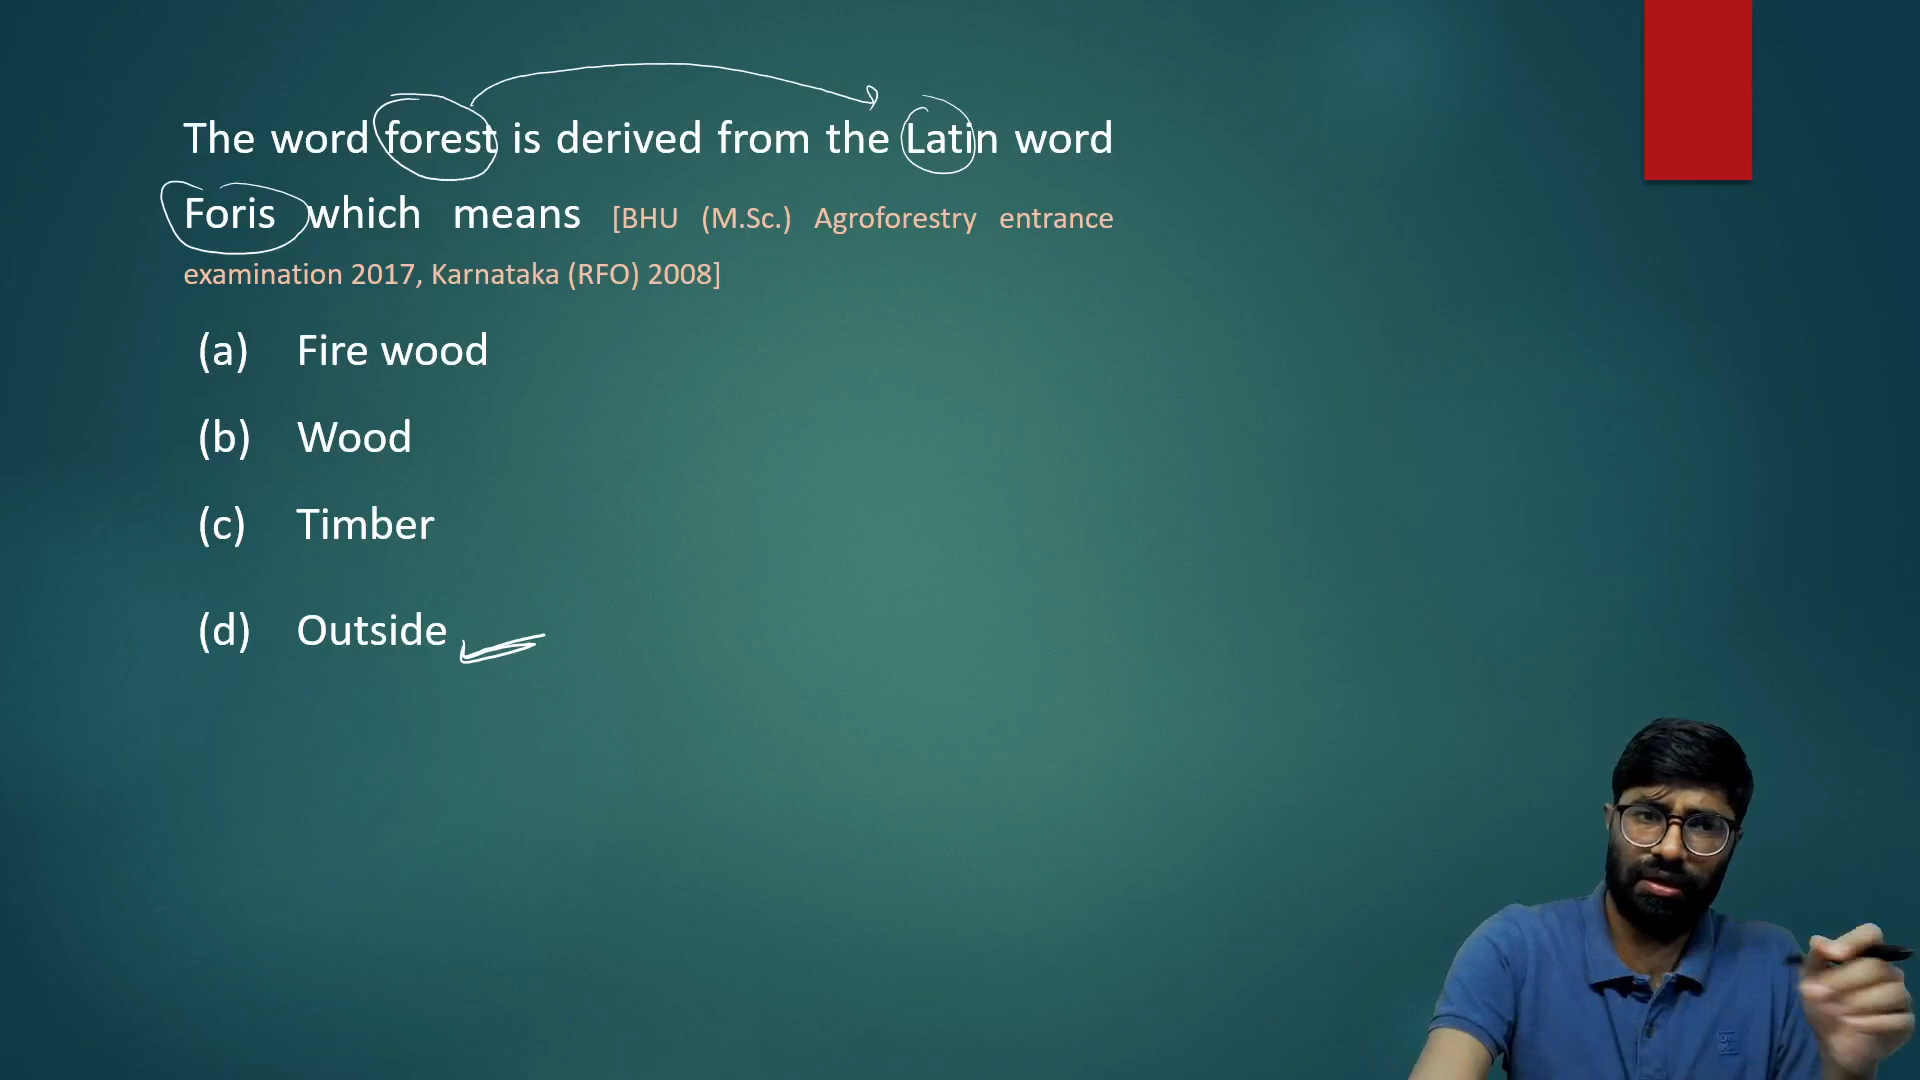 The word forest is derived from the Latin word
Foris which means [BHU (M.Sc.) Agroforestry entrance
examination 2017, Karnataka (RFO) 2008]
(a) Fire wood
(b) Wood
(c) Timber
(d) Outside